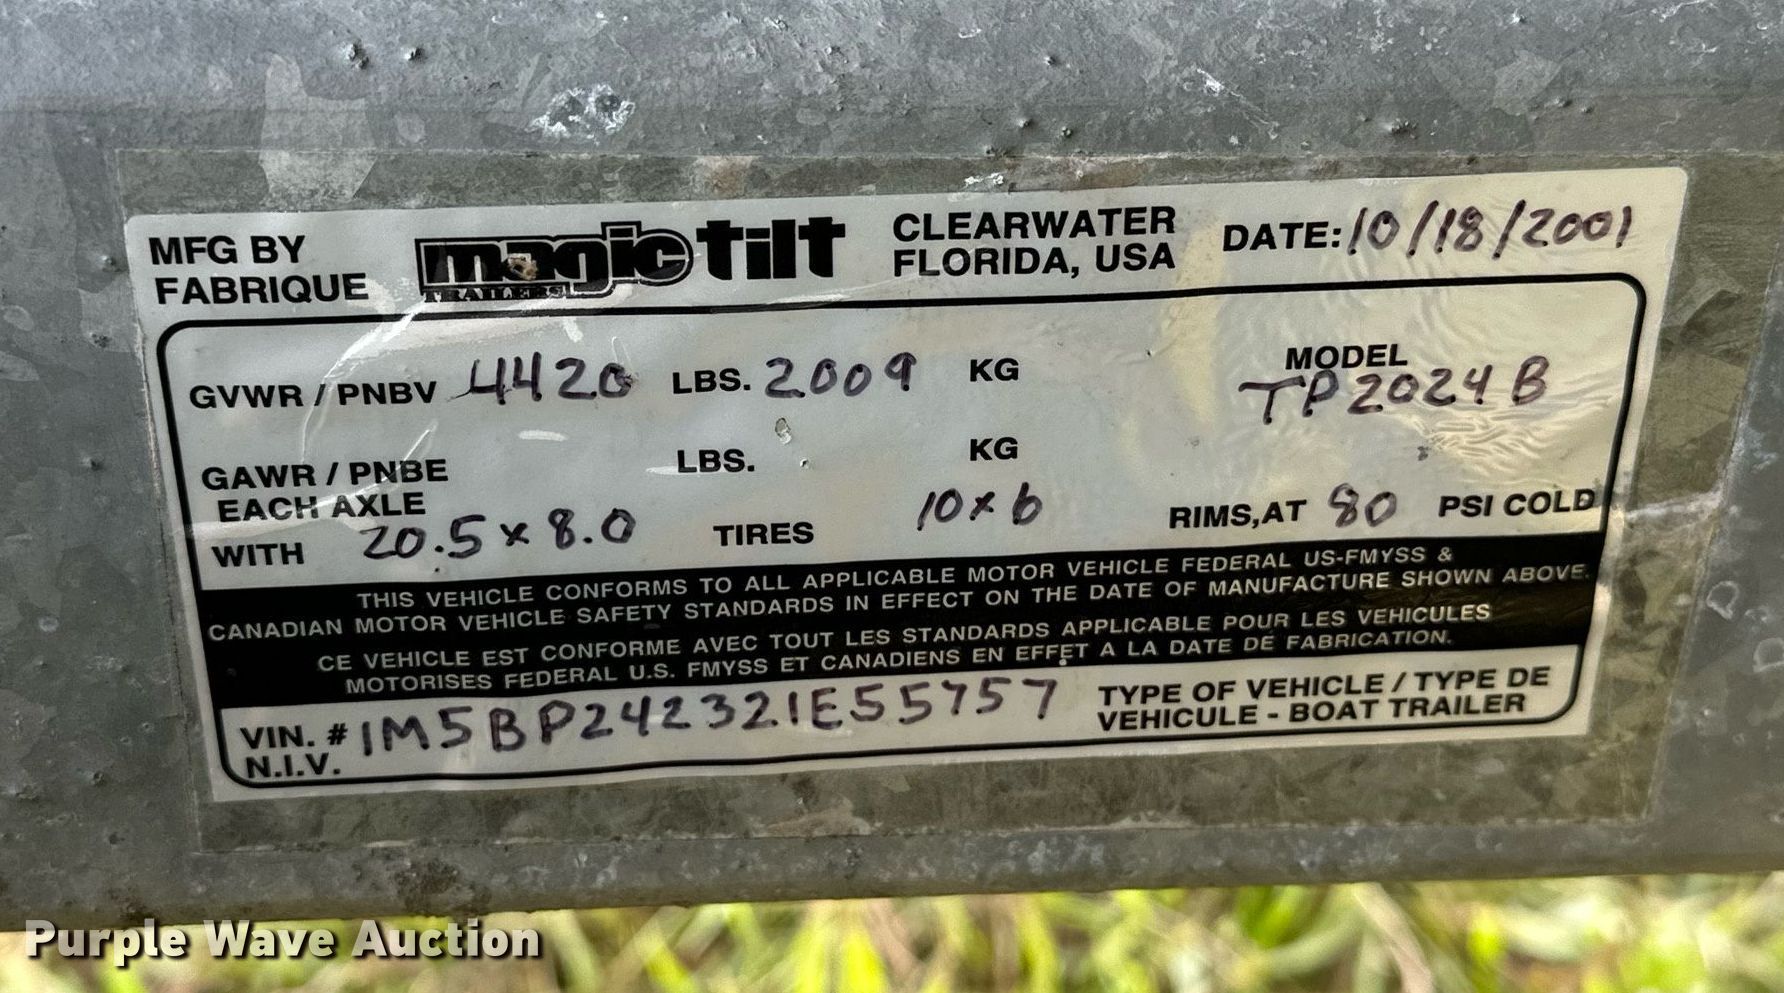 MFG BY magic tilt CLEARWATER DATE: 10/18/2001
FABRIQUE TRAILERS FLORIDA, USA
GVWR / PNBV 4420 LBS. 2009 KG MODEL
TP2024B
GAWR / PNBE LBS. KG
EACH AXLE
WITH 20.5 x 8.0 TIRES 10 x 6 RIMS,AT 80 PSI COLD
THIS VEHICLE CONFORMS TO ALL APPLICABLE MOTOR VEHICLE FEDERAL US-FMYSS &
CANADIAN MOTOR VEHICLE SAFETY STANDARDS IN EFFECT ON THE DATE OF MANUFACTURE SHOWN ABOVE.
CE VEHICLE EST CONFORME AVEC TOUT LES STANDARDS APPLICABLE POUR LES VEHICULES
MOTORISES FEDERAL U.S. FMYSS ET CANADIENS EN EFFET A LA DATE DE FABRICATION.
VIN. # 1M5BP242321E55757 TYPE OF VEHICLE / TYPE DE
N.I.V. VEHICULE - BOAT TRAILER
Purple Wave Auction